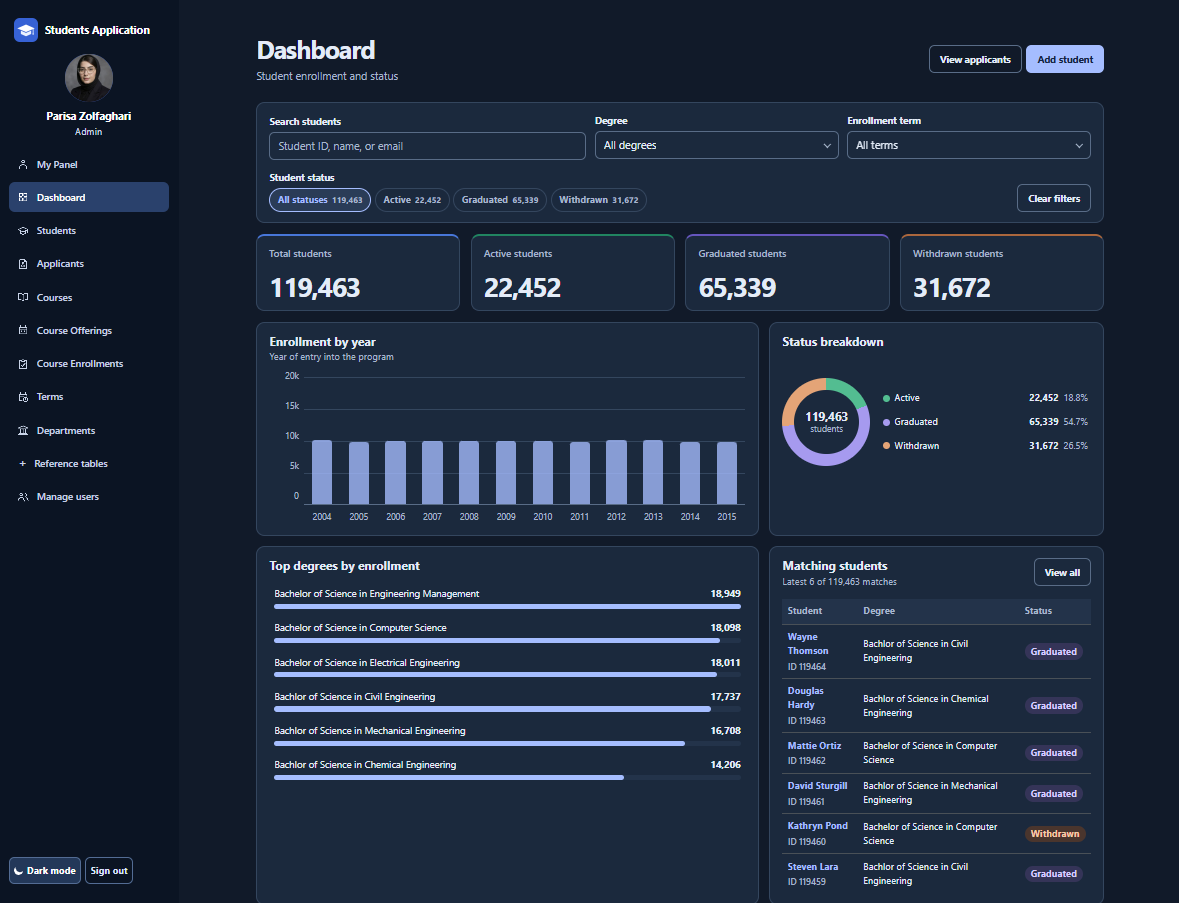 Students Application
Parisa Zolfaghari
Admin
My Panel
Dashboard
Students
Applicants
Courses
Course Offerings
Course Enrollments
Terms
Departments
+ Reference tables
Manage users
Dark mode
Sign out
Dashboard
Student enrollment and status
View applicants
Add student
Search students
Student ID, name, or email
Degree
All degrees
Enrollment term
All terms
Student status
All statuses 119,463
Active 22,452
Graduated 65,339
Withdrawn 31,672
Clear filters
Total students
119,463
Active students
22,452
Graduated students
65,339
Withdrawn students
31,672
Enrollment by year
Year of entry into the program
20k
15k
10k
5k
0
2004 2005 2006 2007 2008 2009 2010 2011 2012 2013 2014 2015
Status breakdown
119,463
students
Active 22,452 18.8%
Graduated 65,339 54.7%
Withdrawn 31,672 26.5%
Top degrees by enrollment
Bachelor of Science in Engineering Management 18,949
Bachelor of Science in Computer Science 18,098
Bachelor of Science in Electrical Engineering 18,011
Bachlor of Science in Civil Engineering 17,737
Bachlor of Science in Mechanical Engineering 16,708
Bachlor of Science in Chemical Engineering 14,206
Matching students
Latest 6 of 119,463 matches
View all
Student Degree Status
Wayne
Thomson
ID 119464
Bachlor of Science in Civil
Engineering
Graduated
Douglas
Hardy
ID 119463
Bachlor of Science in Chemical
Engineering
Graduated
Mattie Ortiz
ID 119462
Bachelor of Science in Computer
Science
Graduated
David Sturgill
ID 119461
Bachlor of Science in Mechanical
Engineering
Graduated
Kathryn Pond
ID 119460
Bachelor of Science in Computer
Science
Withdrawn
Steven Lara
ID 119459
Bachlor of Science in Civil
Engineering
Graduated